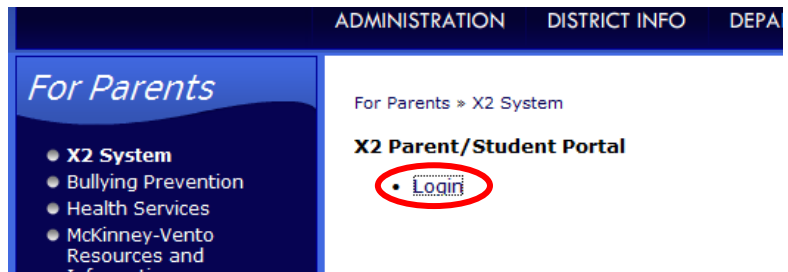 ADMINISTRATION DISTRICT INFO
For Parents
X2 System
Bullying Prevention
Health Services
McKinney-Vento
Resources and
For Parents » X2 System
X2 Parent/Student Portal
Login